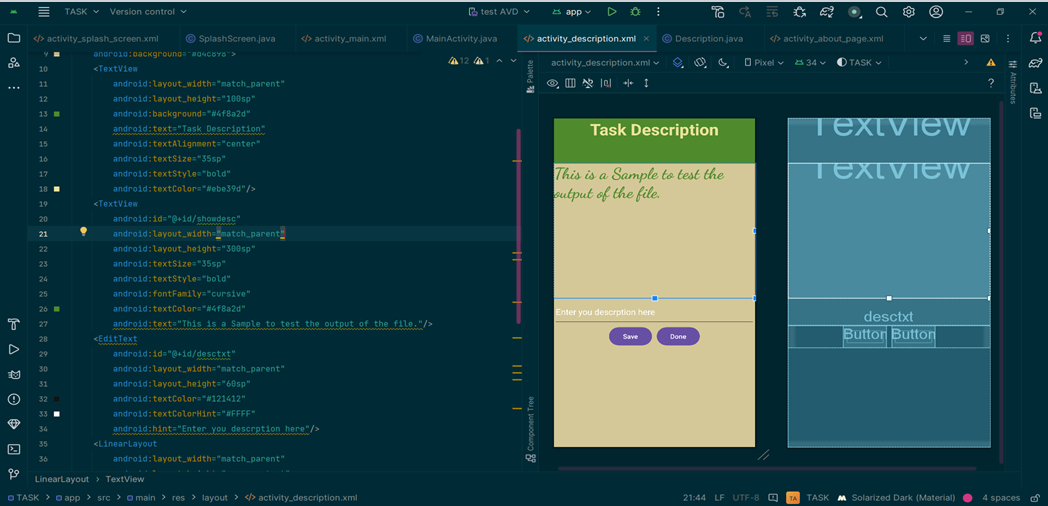 TASK Version control test AVD app
activity_splash_screen.xml SplashScreen.java activity_main.xml MainActivity.java activity_description.xml Description.java activity_about_page.xml
9 android:background="#d4c898"
12 1
10 <TextView
11 android:layout_width="match_parent"
12 android:layout_height="100sp"
13 android:background="#4f8a2d"
14 android:text="Task Description"
15 android:textAlignment="center"
16 android:textSize="35sp"
17 android:textStyle="bold"
18 android:textColor="#ebe39d"/>
19 <TextView
20 android:id="@+id/showdesc"
21 android:layout_width="match_parent"
22 android:layout_height="300sp"
23 android:textSize="35sp"
24 android:textStyle="bold"
25 android:fontFamily="cursive"
26 android:textColor="#4f8a2d"
27 android:text="This is a Sample to test the output of the file."/>
28 <EditText
29 android:id="@+id/desctxt"
30 android:layout_width="match_parent"
31 android:layout_height="60sp"
32 android:textColor="#121412"
33 android:textColorHint="#FFFF"
34 android:hint="Enter you descrption here"/>
35 <LinearLayout
36 android:layout_width="match_parent"
LinearLayout > TextView
Palette
Component Tree
activity_description.xml Pixel 34 TASK
Attributes
?
Task Description
This is a Sample to test the
output of the file.
Enter you descrption here
Save Done
TextView
TextView
desctxt
Button Button
TASK > app > src > main > res > layout > activity_description.xml
21:44 LF UTF-8 TA TASK Solarized Dark (Material) 4 spaces